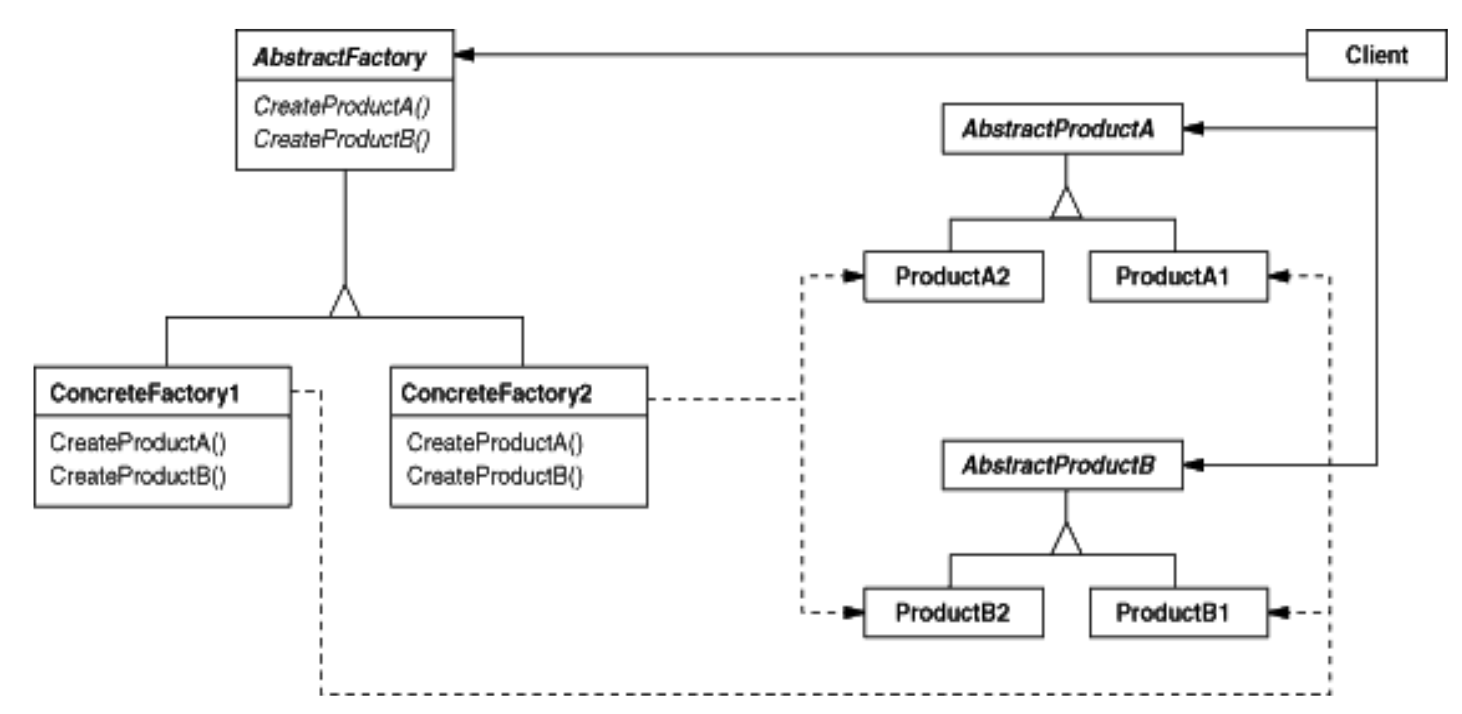 AbstractFactory
CreateProductA()
CreateProductB()
Client
AbstractProductA
ProductA2
ProductA1
ConcreteFactory1
CreateProductA()
CreateProductB()
ConcreteFactory2
CreateProductA()
CreateProductB()
AbstractProductB
ProductB2
ProductB1